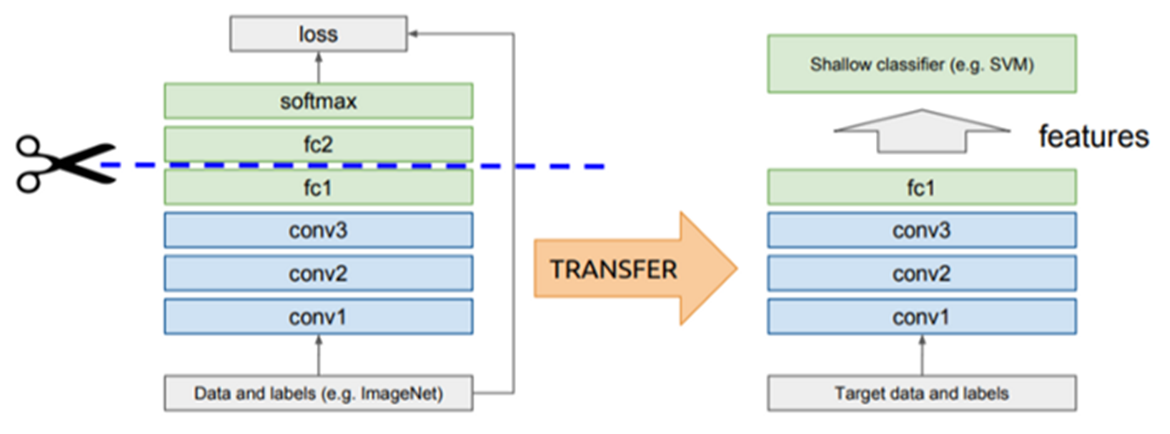 loss
softmax
fc2
fc1
conv3
conv2
conv1
Data and labels (e.g. ImageNet)
TRANSFER
Shallow classifier (e.g. SVM)
features
fc1
conv3
conv2
conv1
Target data and labels